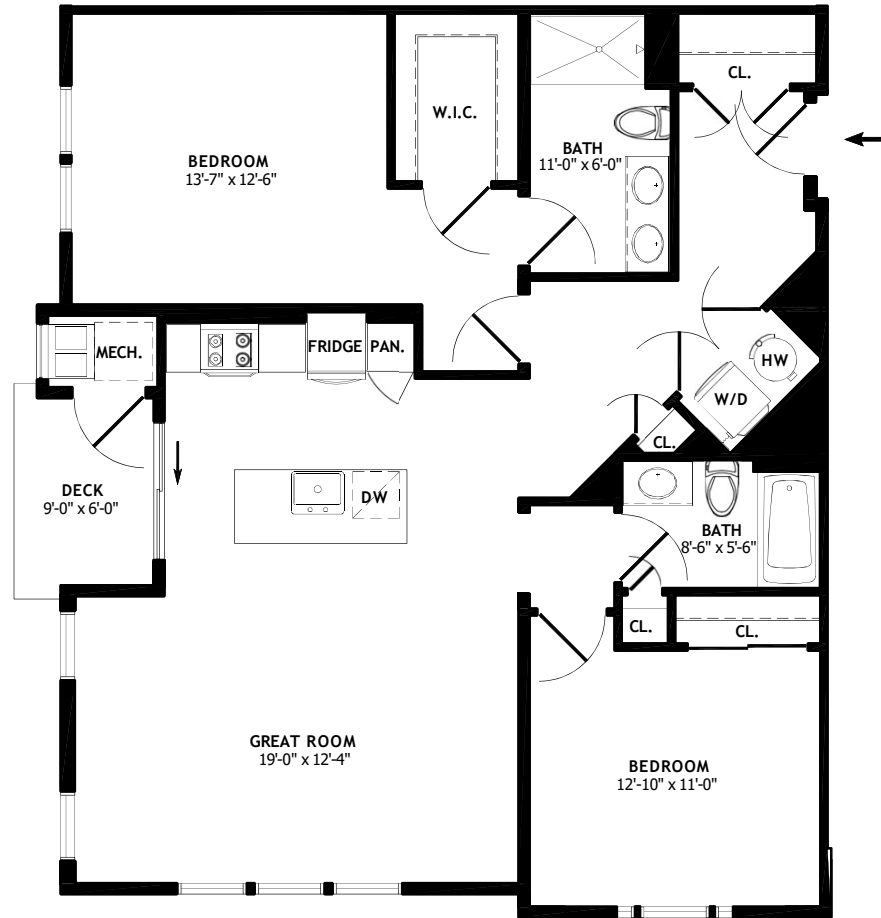 CL.
W.I.C.
BATH
11'-0" x 6'-0"
BEDROOM
13'-7" x 12'-6"
MECH.
FRIDGE
PAN.
HW
W/D
CL.
DECK
9'-0" x 6'-0"
DW
BATH
8'-6" x 5'-6"
CL.
CL.
GREAT ROOM
19'-0" x 12'-4"
BEDROOM
12'-10" x 11'-0"